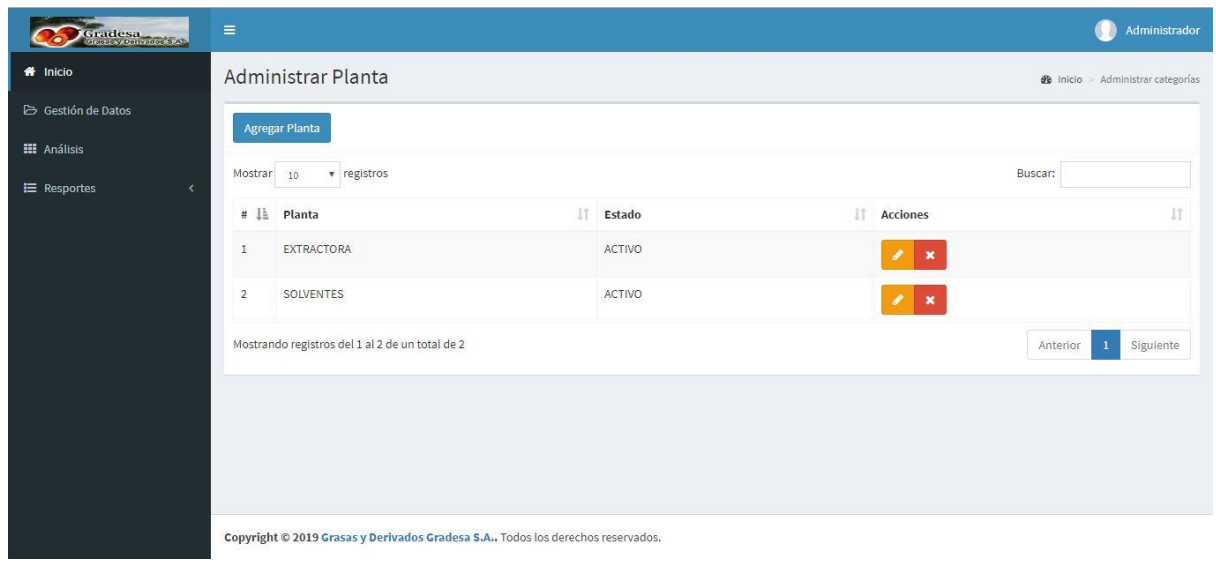 Gradesa
Grasas y Derivados S.A.
Administrador
Inicio
Gestión de Datos
Análisis
Resportes
Administrar Planta
Inicio > Administrar categorías
Agregar Planta
Mostrar 10 registros
Buscar:
# Planta Estado Acciones
1 EXTRACTORA ACTIVO
2 SOLVENTES ACTIVO
Mostrando registros del 1 al 2 de un total de 2
Anterior 1 Siguiente
Copyright © 2019 Grasas y Derivados Gradesa S.A.. Todos los derechos reservados.